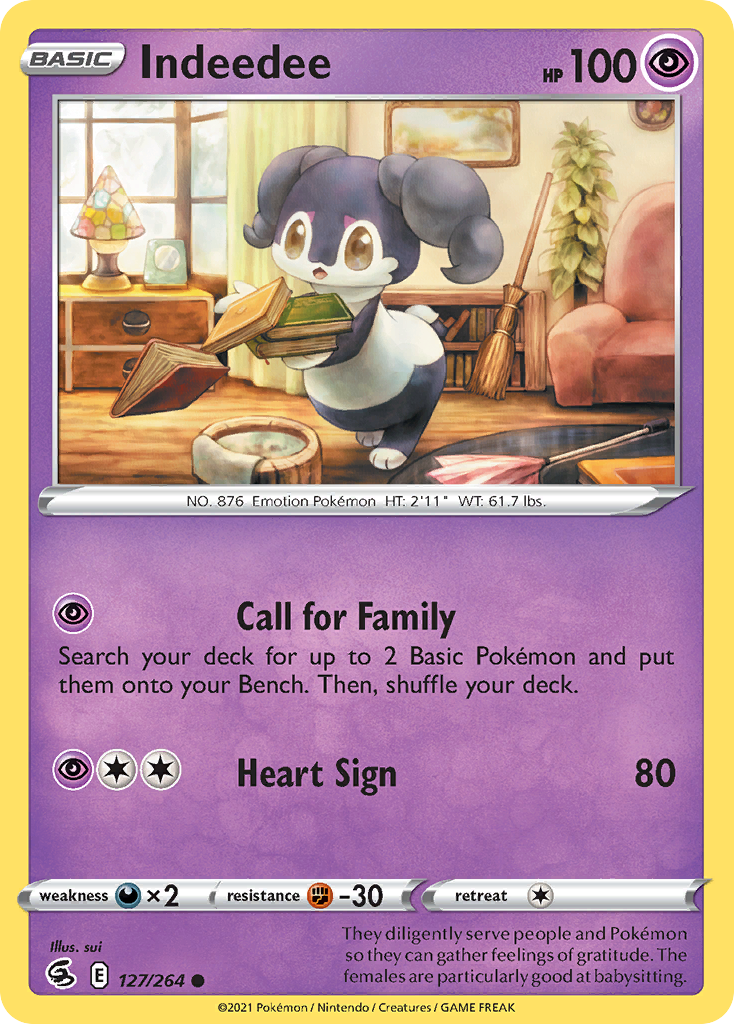 BASIC Indeedee HP 100
NO. 876 Emotion Pokémon HT: 2'11" WT: 61.7 lbs.
Call for Family
Search your deck for up to 2 Basic Pokémon and put
them onto your Bench. Then, shuffle your deck.
Heart Sign 80
weakness ×2 resistance -30 retreat
Illus. sui
They diligently serve people and Pokémon
so they can gather feelings of gratitude. The
females are particularly good at babysitting.
E 127/264
©2021 Pokémon / Nintendo / Creatures / GAME FREAK